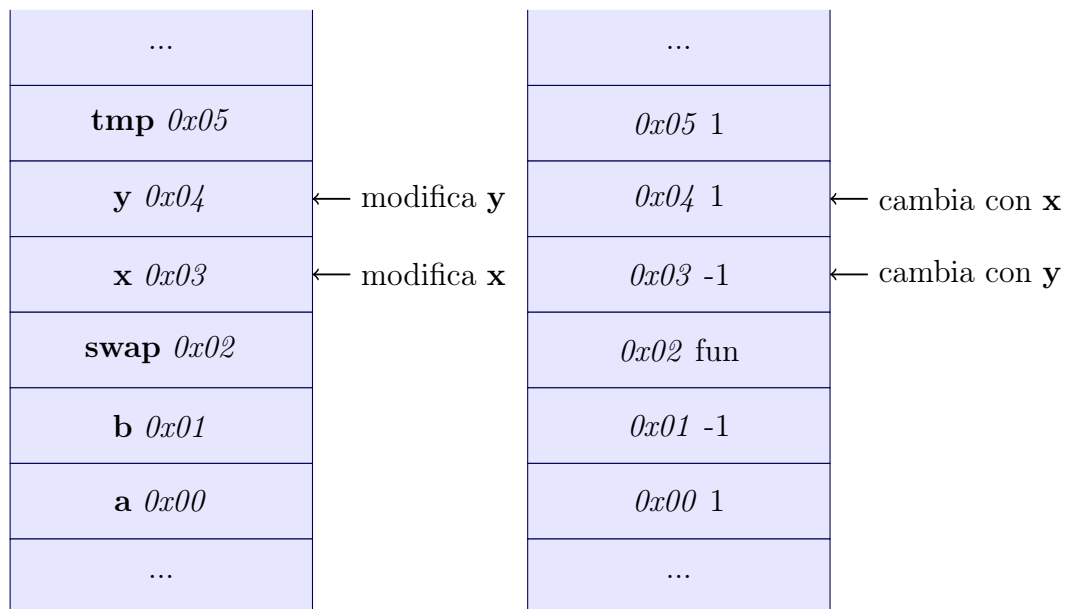 ...
tmp 0x05
y 0x04
modifica y
x 0x03
modifica x
swap 0x02
b 0x01
a 0x00
...
...
0x05 1
0x04 1
cambia con x
0x03 -1
cambia con y
0x02 fun
0x01 -1
0x00 1
...